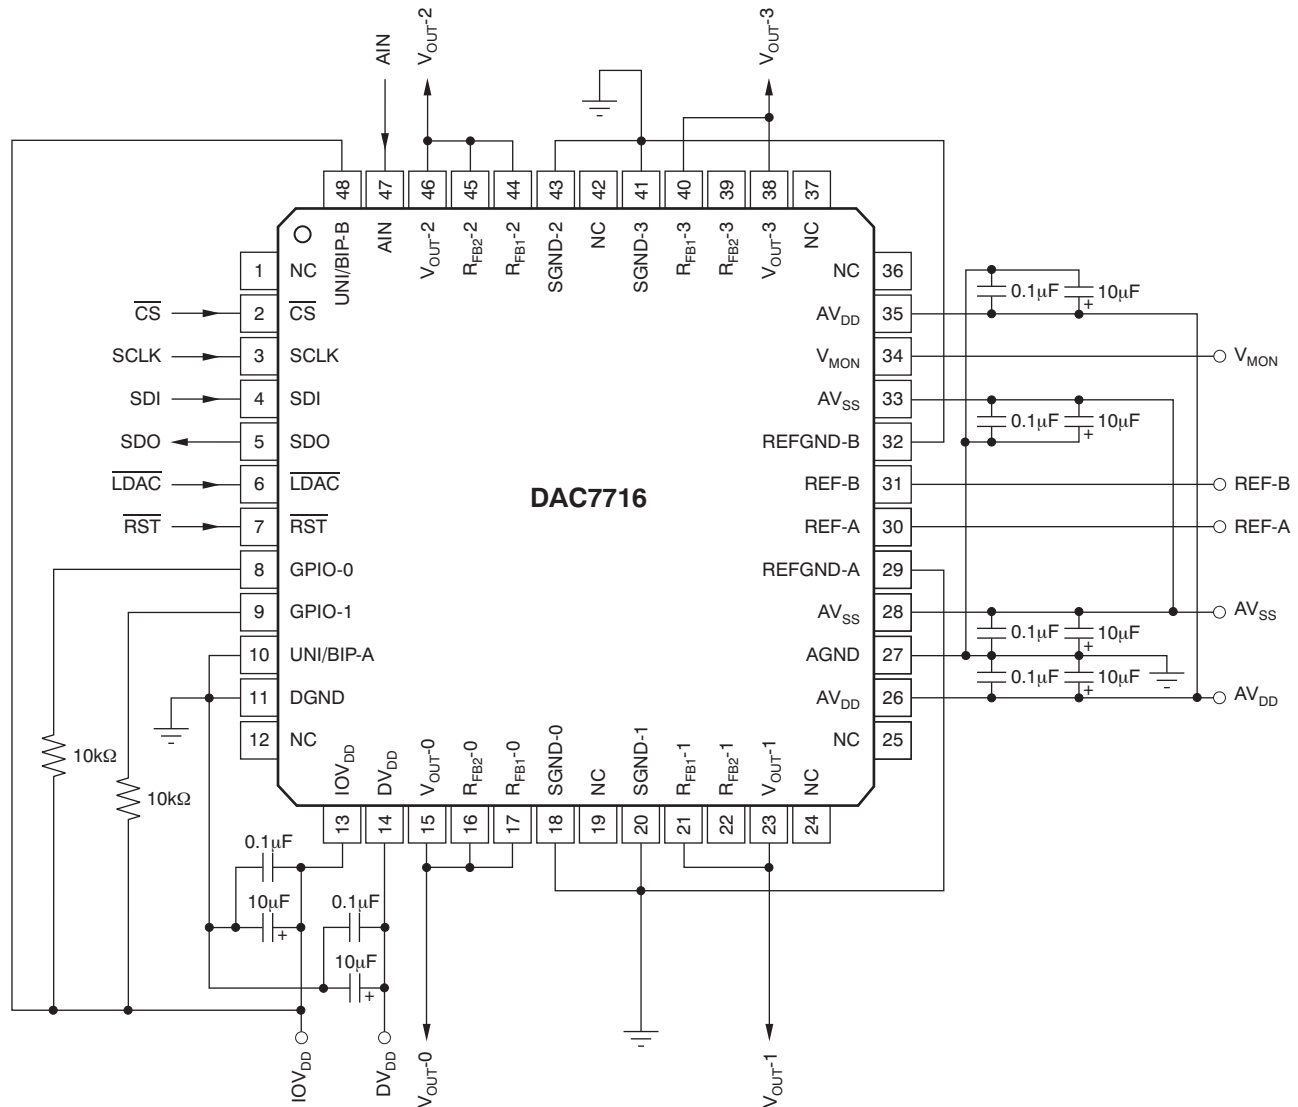 AIN
VOUT-2
VOUT-3
48 47 46 45 44 43 42 41 40 39 38 37
UNI/BIP-B
AIN
VOUT-2
RFB2-2
RFB1-2
SGND-2
NC
SGND-3
RFB1-3
RFB2-3
VOUT-3
NC
1 NC
CS 2 CS
SCLK 3 SCLK
SDI 4 SDI
SDO 5 SDO
LDAC 6 LDAC
RST 7 RST
8 GPIO-0
9 GPIO-1
10 UNI/BIP-A
11 DGND
12 NC
10kΩ
10kΩ
DAC7716
NC 36
AVDD 35
VMON 34 VMON
AVSS 33
REFGND-B 32
REF-B 31 REF-B
REF-A 30 REF-A
REFGND-A 29
AVSS 28 AVSS
AGND 27
AVDD 26 AVDD
NC 25
0.1µF 10µF +
0.1µF 10µF +
0.1µF 10µF +
0.1µF 10µF +
IOVDD
DVDD
VOUT-0
RFB2-0
RFB1-0
SGND-0
NC
SGND-1
RFB1-1
RFB2-1
VOUT-1
NC
13 14 15 16 17 18 19 20 21 22 23 24
0.1µF
10µF +
0.1µF
10µF +
IOVDD
DVDD
VOUT-0
VOUT-1